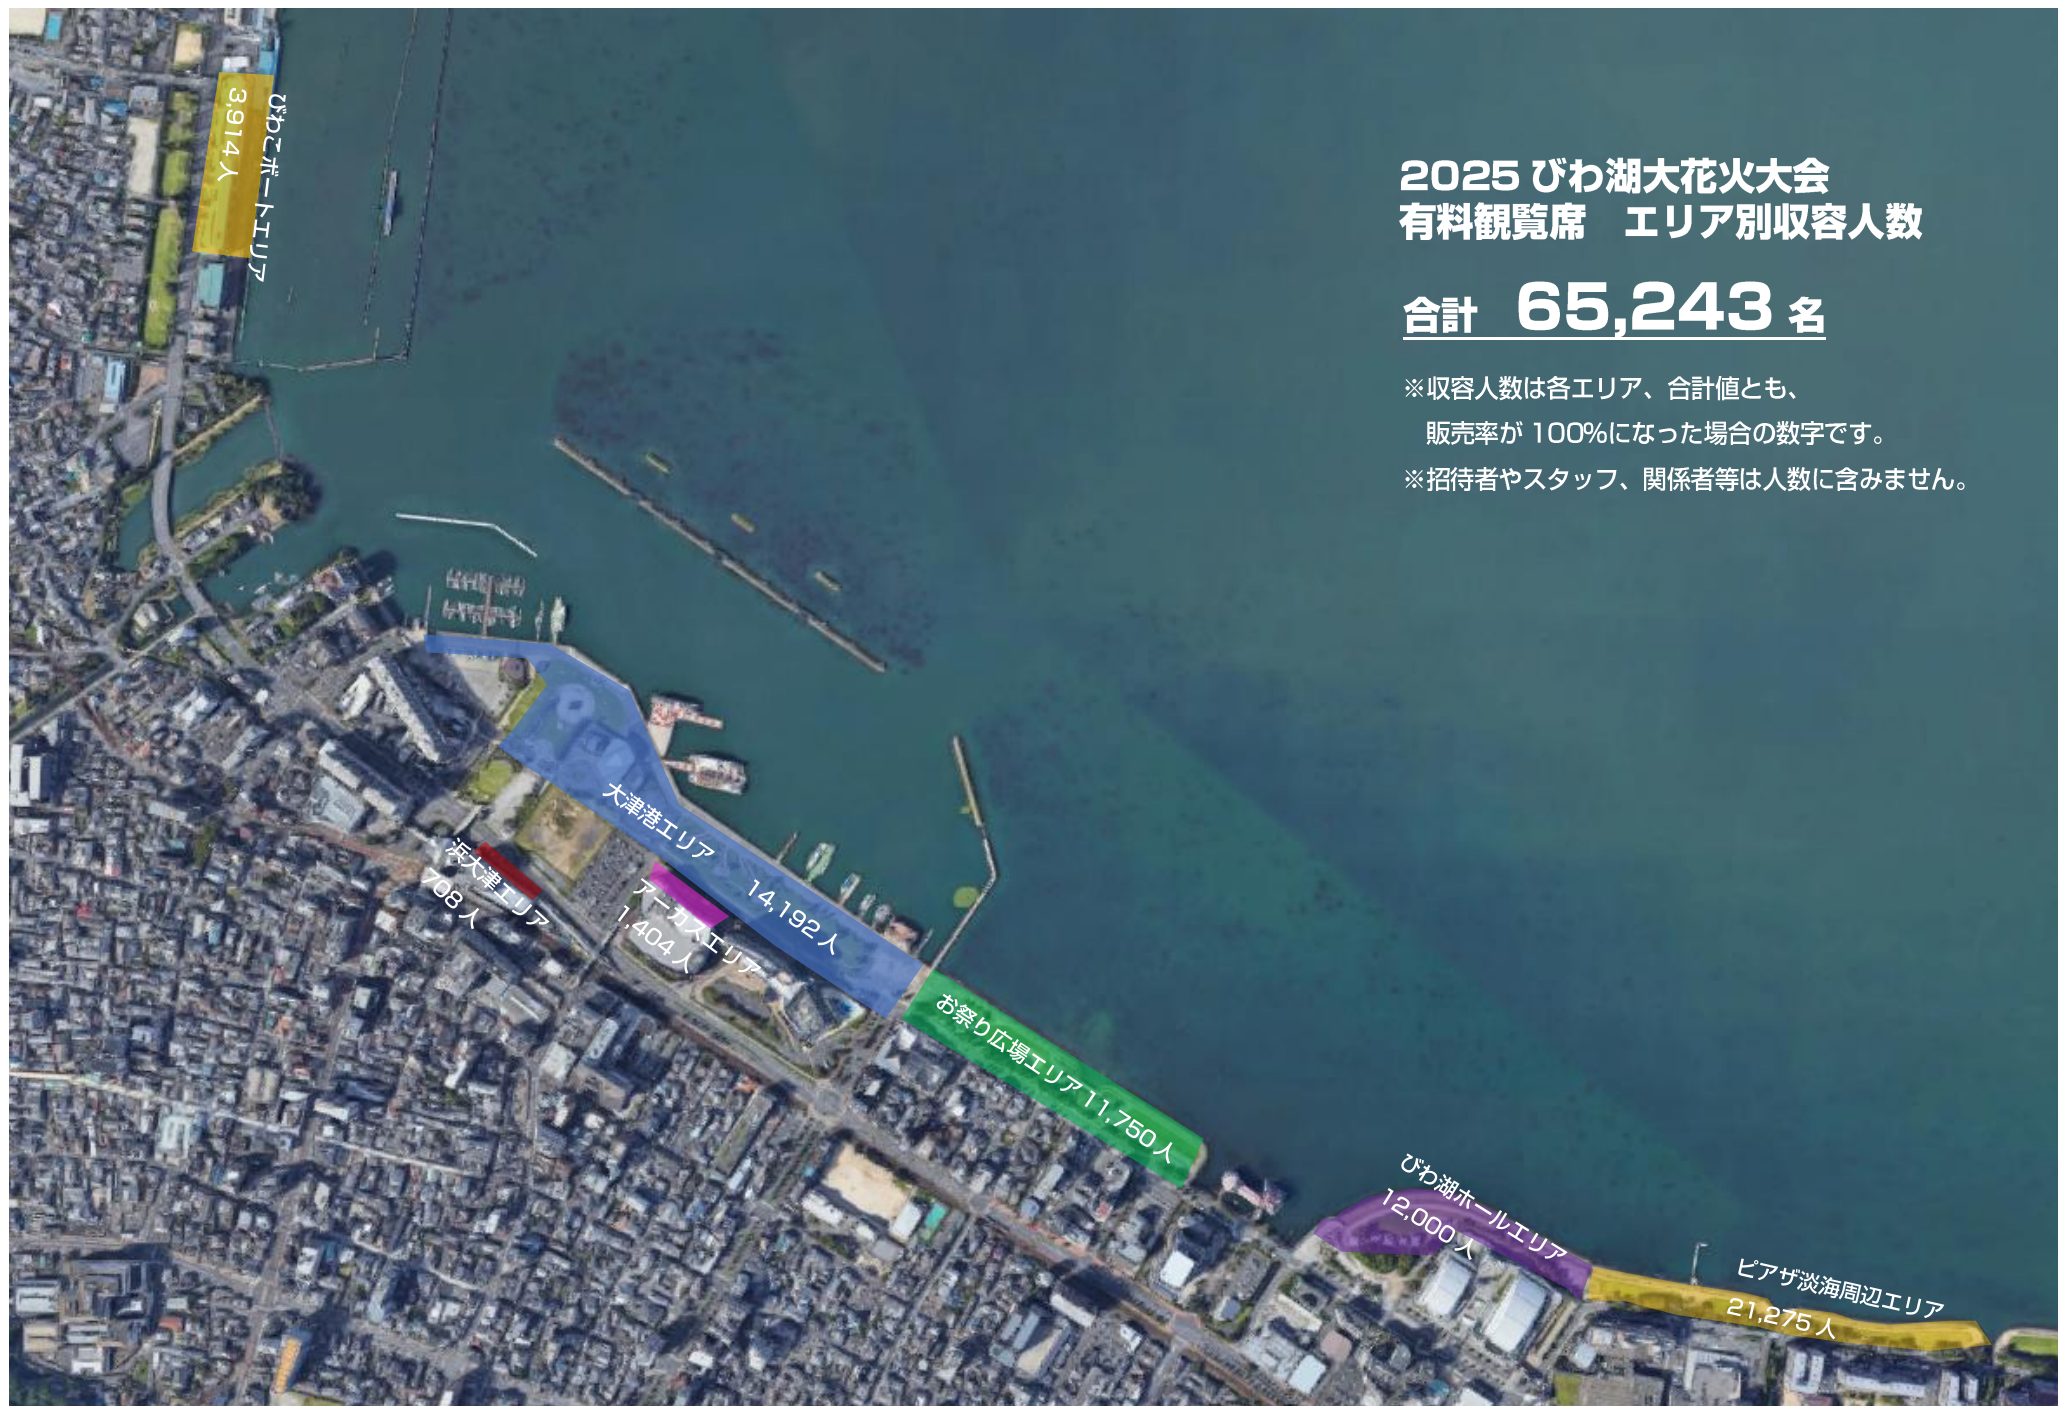 2025 びわ湖大花火大会
有料観覧席　エリア別収容人数
合計　65,243 名
※収容人数は各エリア、合計値とも、
販売率が 100%になった場合の数字です。
※招待者やスタッフ、関係者等は人数に含みません。
びわこボートエリア
3,914 人
大津港エリア　14,192 人
浜大津エリア
708 人
アーカスエリア
1,404 人
お祭り広場エリア 11,750 人
びわ湖ホールエリア
12,000 人
ピアザ淡海周辺エリア
21,275 人